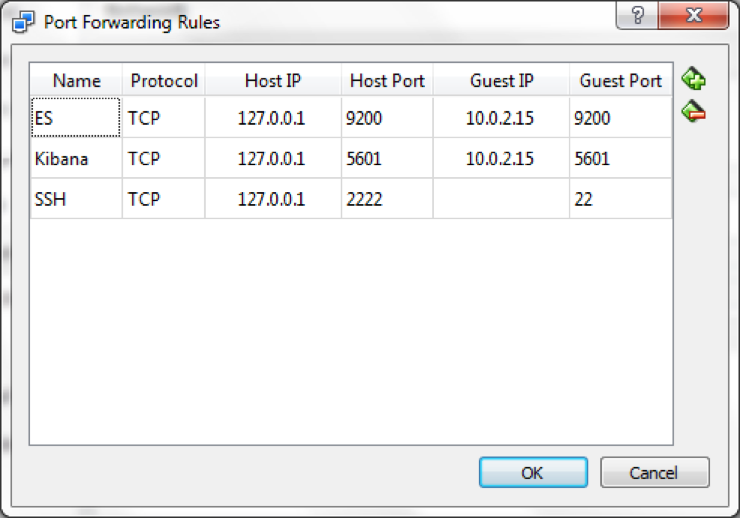 Port Forwarding Rules
Name Protocol Host IP Host Port Guest IP Guest Port
ES TCP 127.0.0.1 9200 10.0.2.15 9200
Kibana TCP 127.0.0.1 5601 10.0.2.15 5601
SSH TCP 127.0.0.1 2222 22
OK Cancel